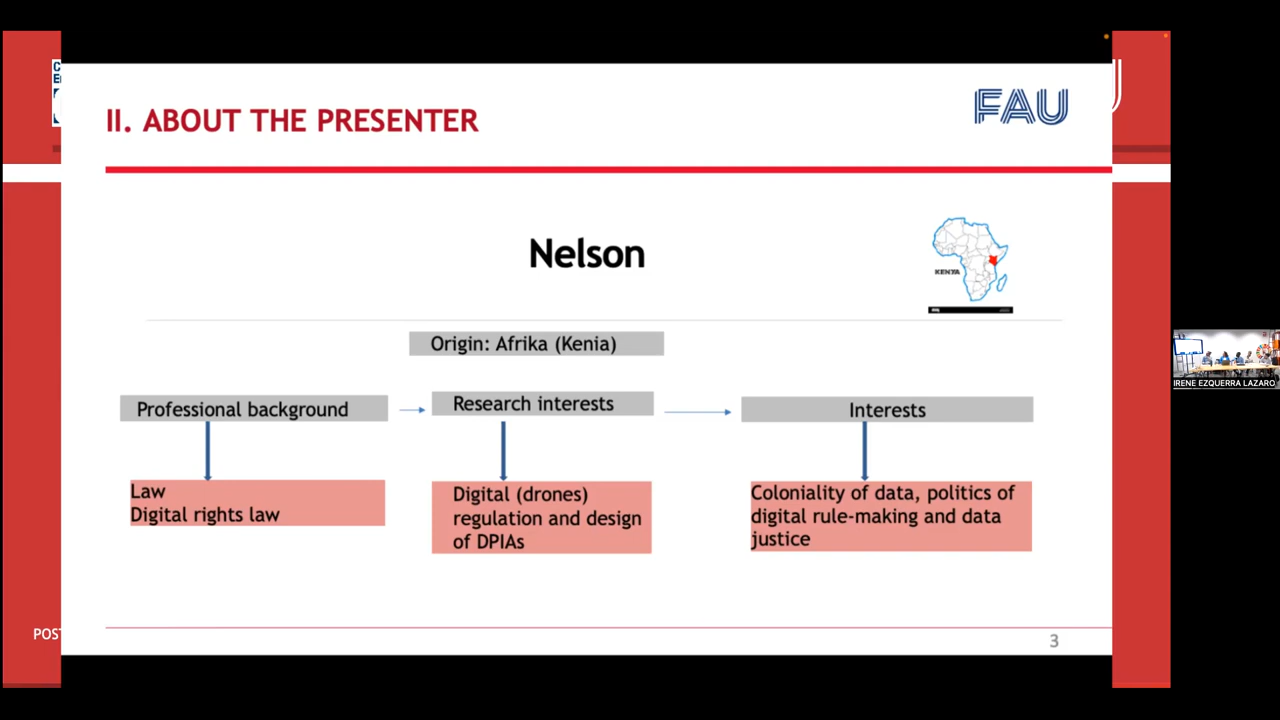 II. ABOUT THE PRESENTER
FAU
Nelson
KENYA
Origin: Afrika (Kenia)
Professional background
Research interests
Interests
Law
Digital rights law
Digital (drones)
regulation and design
of DPIAs
Coloniality of data, politics of
digital rule-making and data
justice
3
POST
IRENE EZQUERRA LAZARO